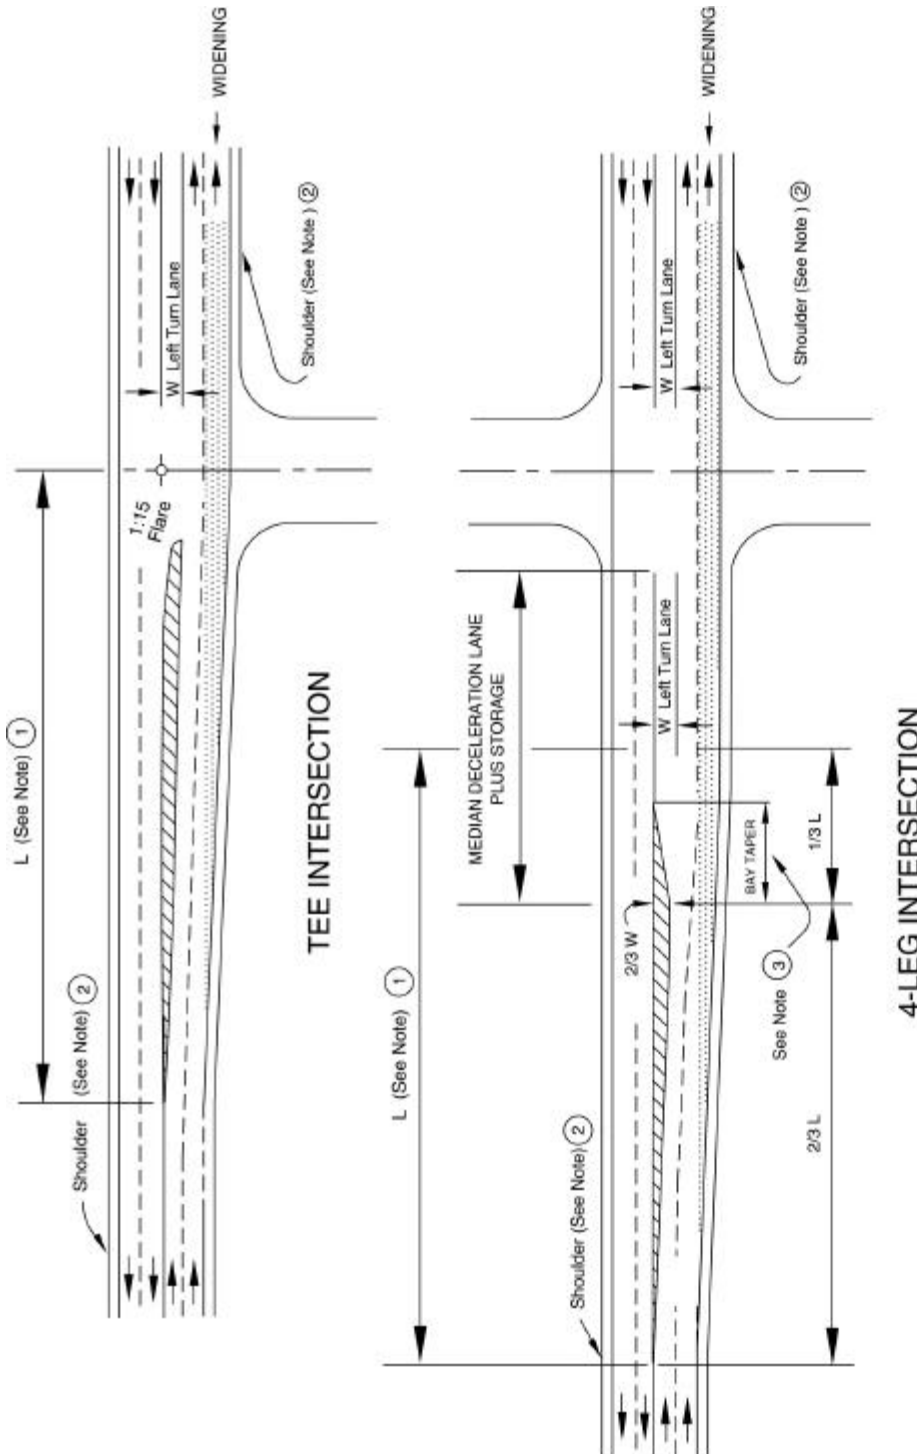 WIDENING
L (See Note) 1
Shoulder (See Note) 2
1:15
Flare
W Left Turn Lane
Shoulder (See Note ) 2
TEE INTERSECTION
WIDENING
MEDIAN DECELERATION LANE
PLUS STORAGE
L (See Note) 1
Shoulder (See Note) 2
2/3 W
W Left Turn Lane
W Left Turn Lane
Shoulder (See Note ) 2
BAY TAPER
See Note 3
1/3 L
2/3 L
4-LEG INTERSECTION